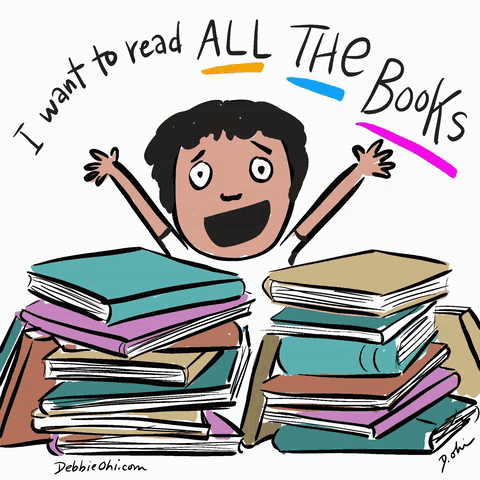 I want to read ALL THE BOOKS
DebbieOhi.com
D.Ohi